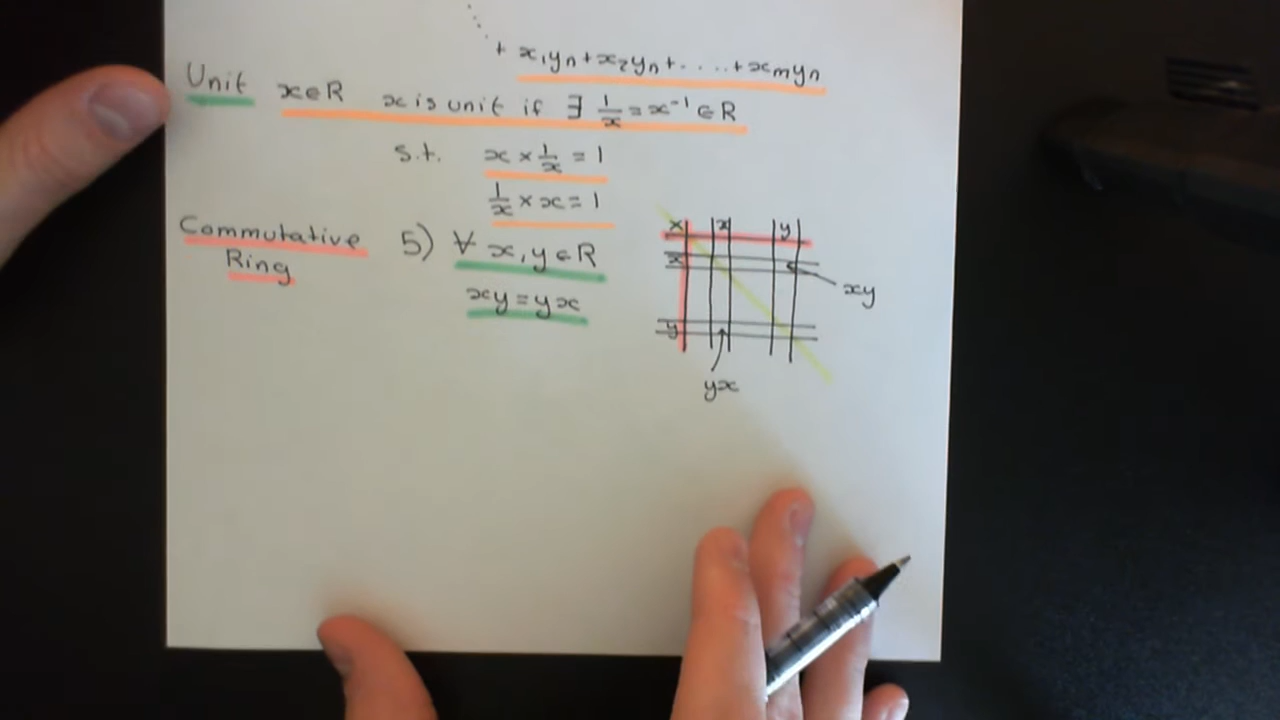 + x₁yₙ+x₂yₙ+....+xₘyₙ
Unit x∈R x is unit if ∃ 1/x = x⁻¹ ∈ R
s.t. x × 1/x = 1
1/x × x = 1
Commutative Ring
5) ∀ x,y∈R
xy=yx
× x y
x
y
xy
yx